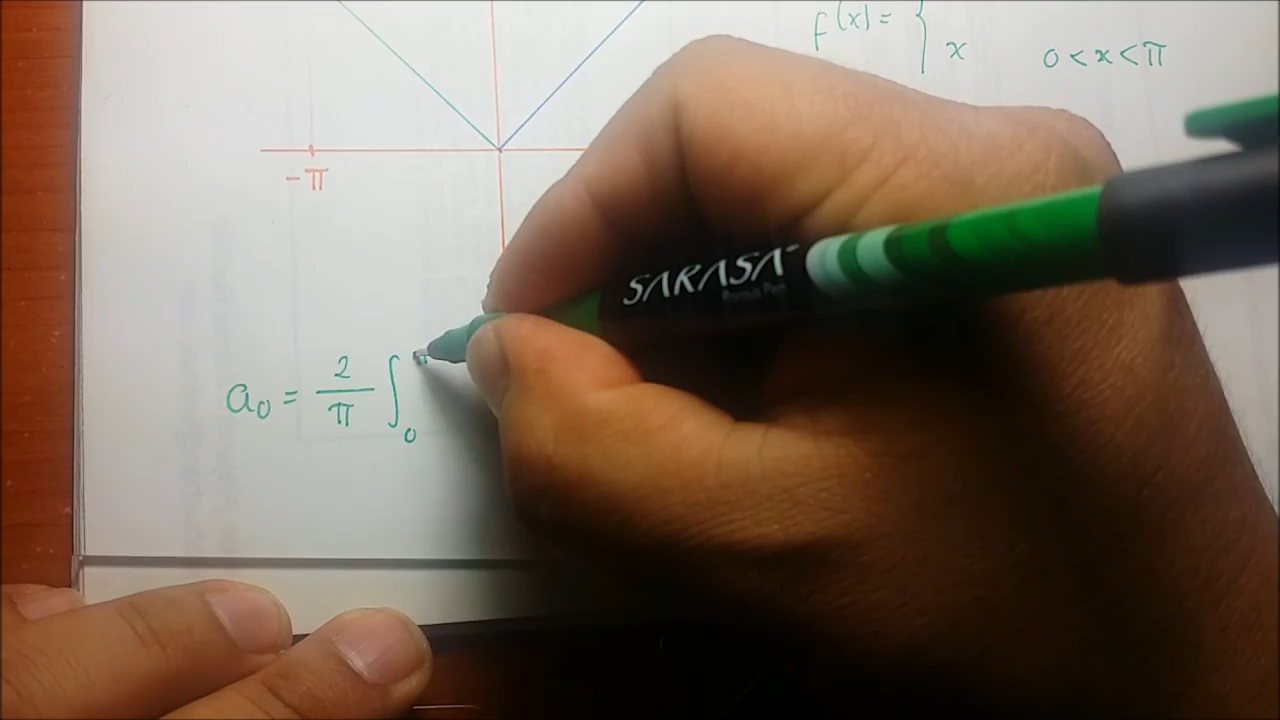 f(x) = {
x 0 < x < π
-π
SARASA
a₀ = 2/π ∫₀^π